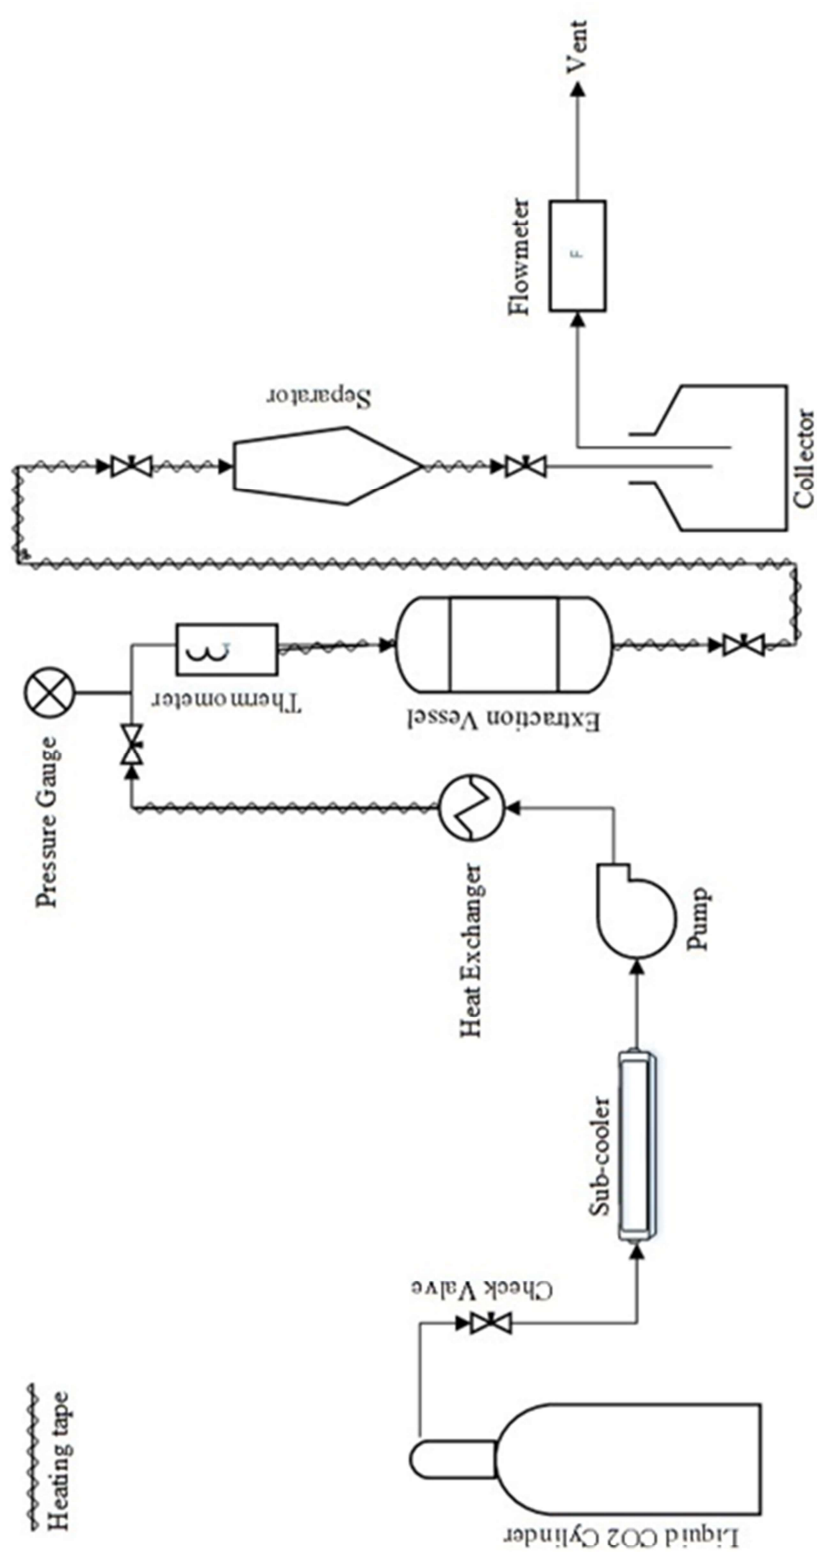 Heating tape
Liquid CO2 Cylinder
Check Valve
Sub-cooler
Pump
Heat Exchanger
Pressure Gauge
Thermometer
Extraction Vessel
Separator
Collector
Flowmeter
F
Vent